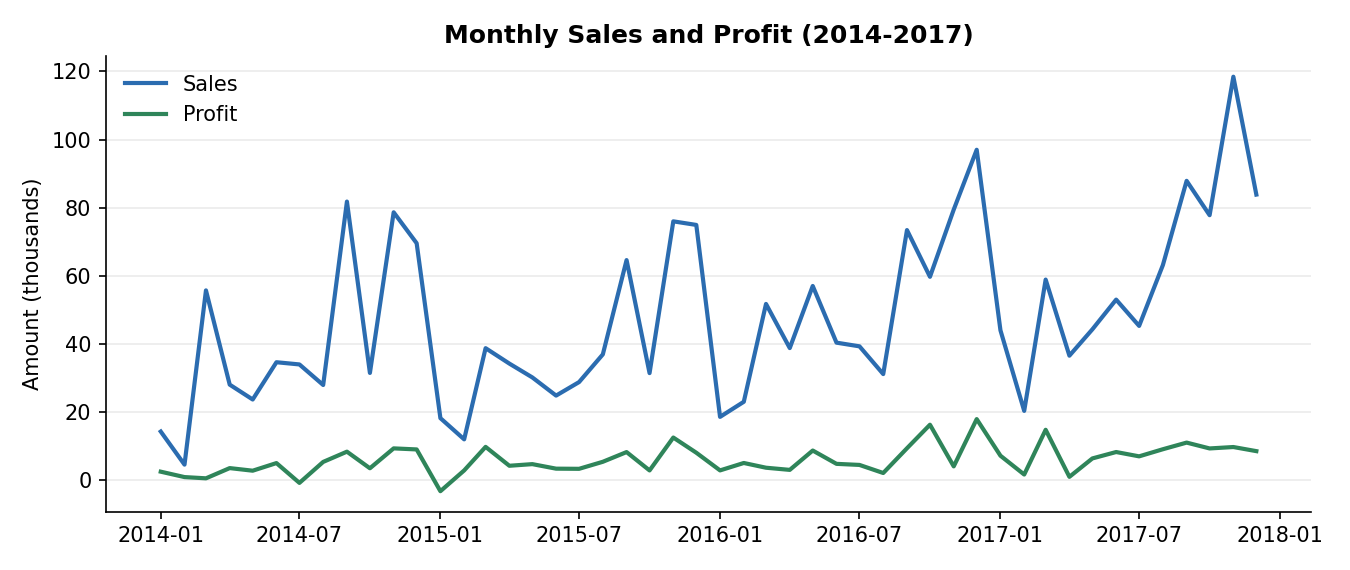 Monthly Sales and Profit (2014-2017)
Sales
Profit
Amount (thousands)
120
100
80
60
40
20
0
2014-01 2014-07 2015-01 2015-07 2016-01 2016-07 2017-01 2017-07 2018-01